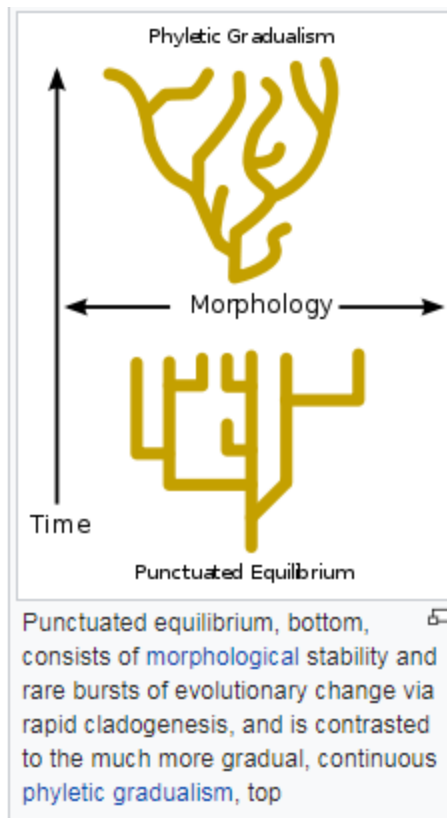 Phyletic Gradualism
Morphology
Time
Punctuated Equilibrium
Punctuated equilibrium, bottom,
consists of morphological stability and
rare bursts of evolutionary change via
rapid cladogenesis, and is contrasted
to the much more gradual, continuous
phyletic gradualism, top